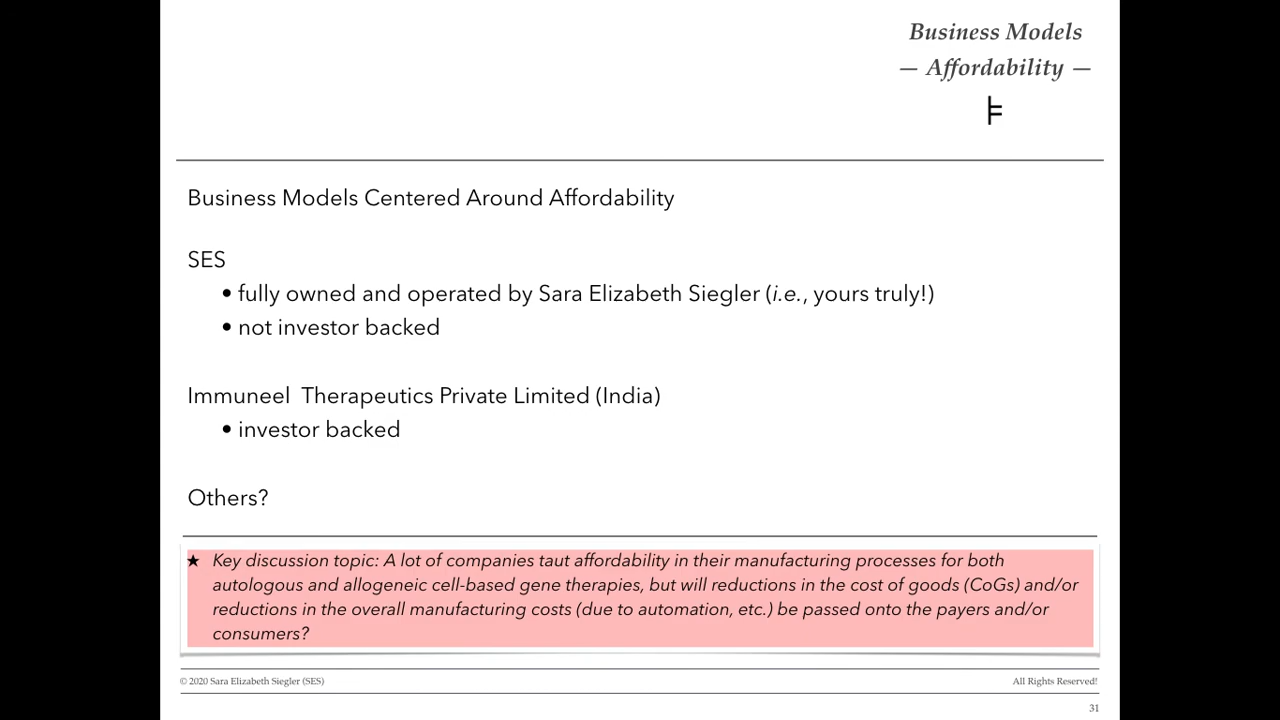 Business Models
— Affordability —
Business Models Centered Around Affordability
SES
• fully owned and operated by Sara Elizabeth Siegler (i.e., yours truly!)
• not investor backed
Immuneel  Therapeutics Private Limited (India)
• investor backed
Others?
★ Key discussion topic: A lot of companies taut affordability in their manufacturing processes for both
autologous and allogeneic cell-based gene therapies, but will reductions in the cost of goods (CoGs) and/or
reductions in the overall manufacturing costs (due to automation, etc.) be passed onto the payers and/or
consumers?
© 2020 Sara Elizabeth Siegler (SES)
All Rights Reserved!
31